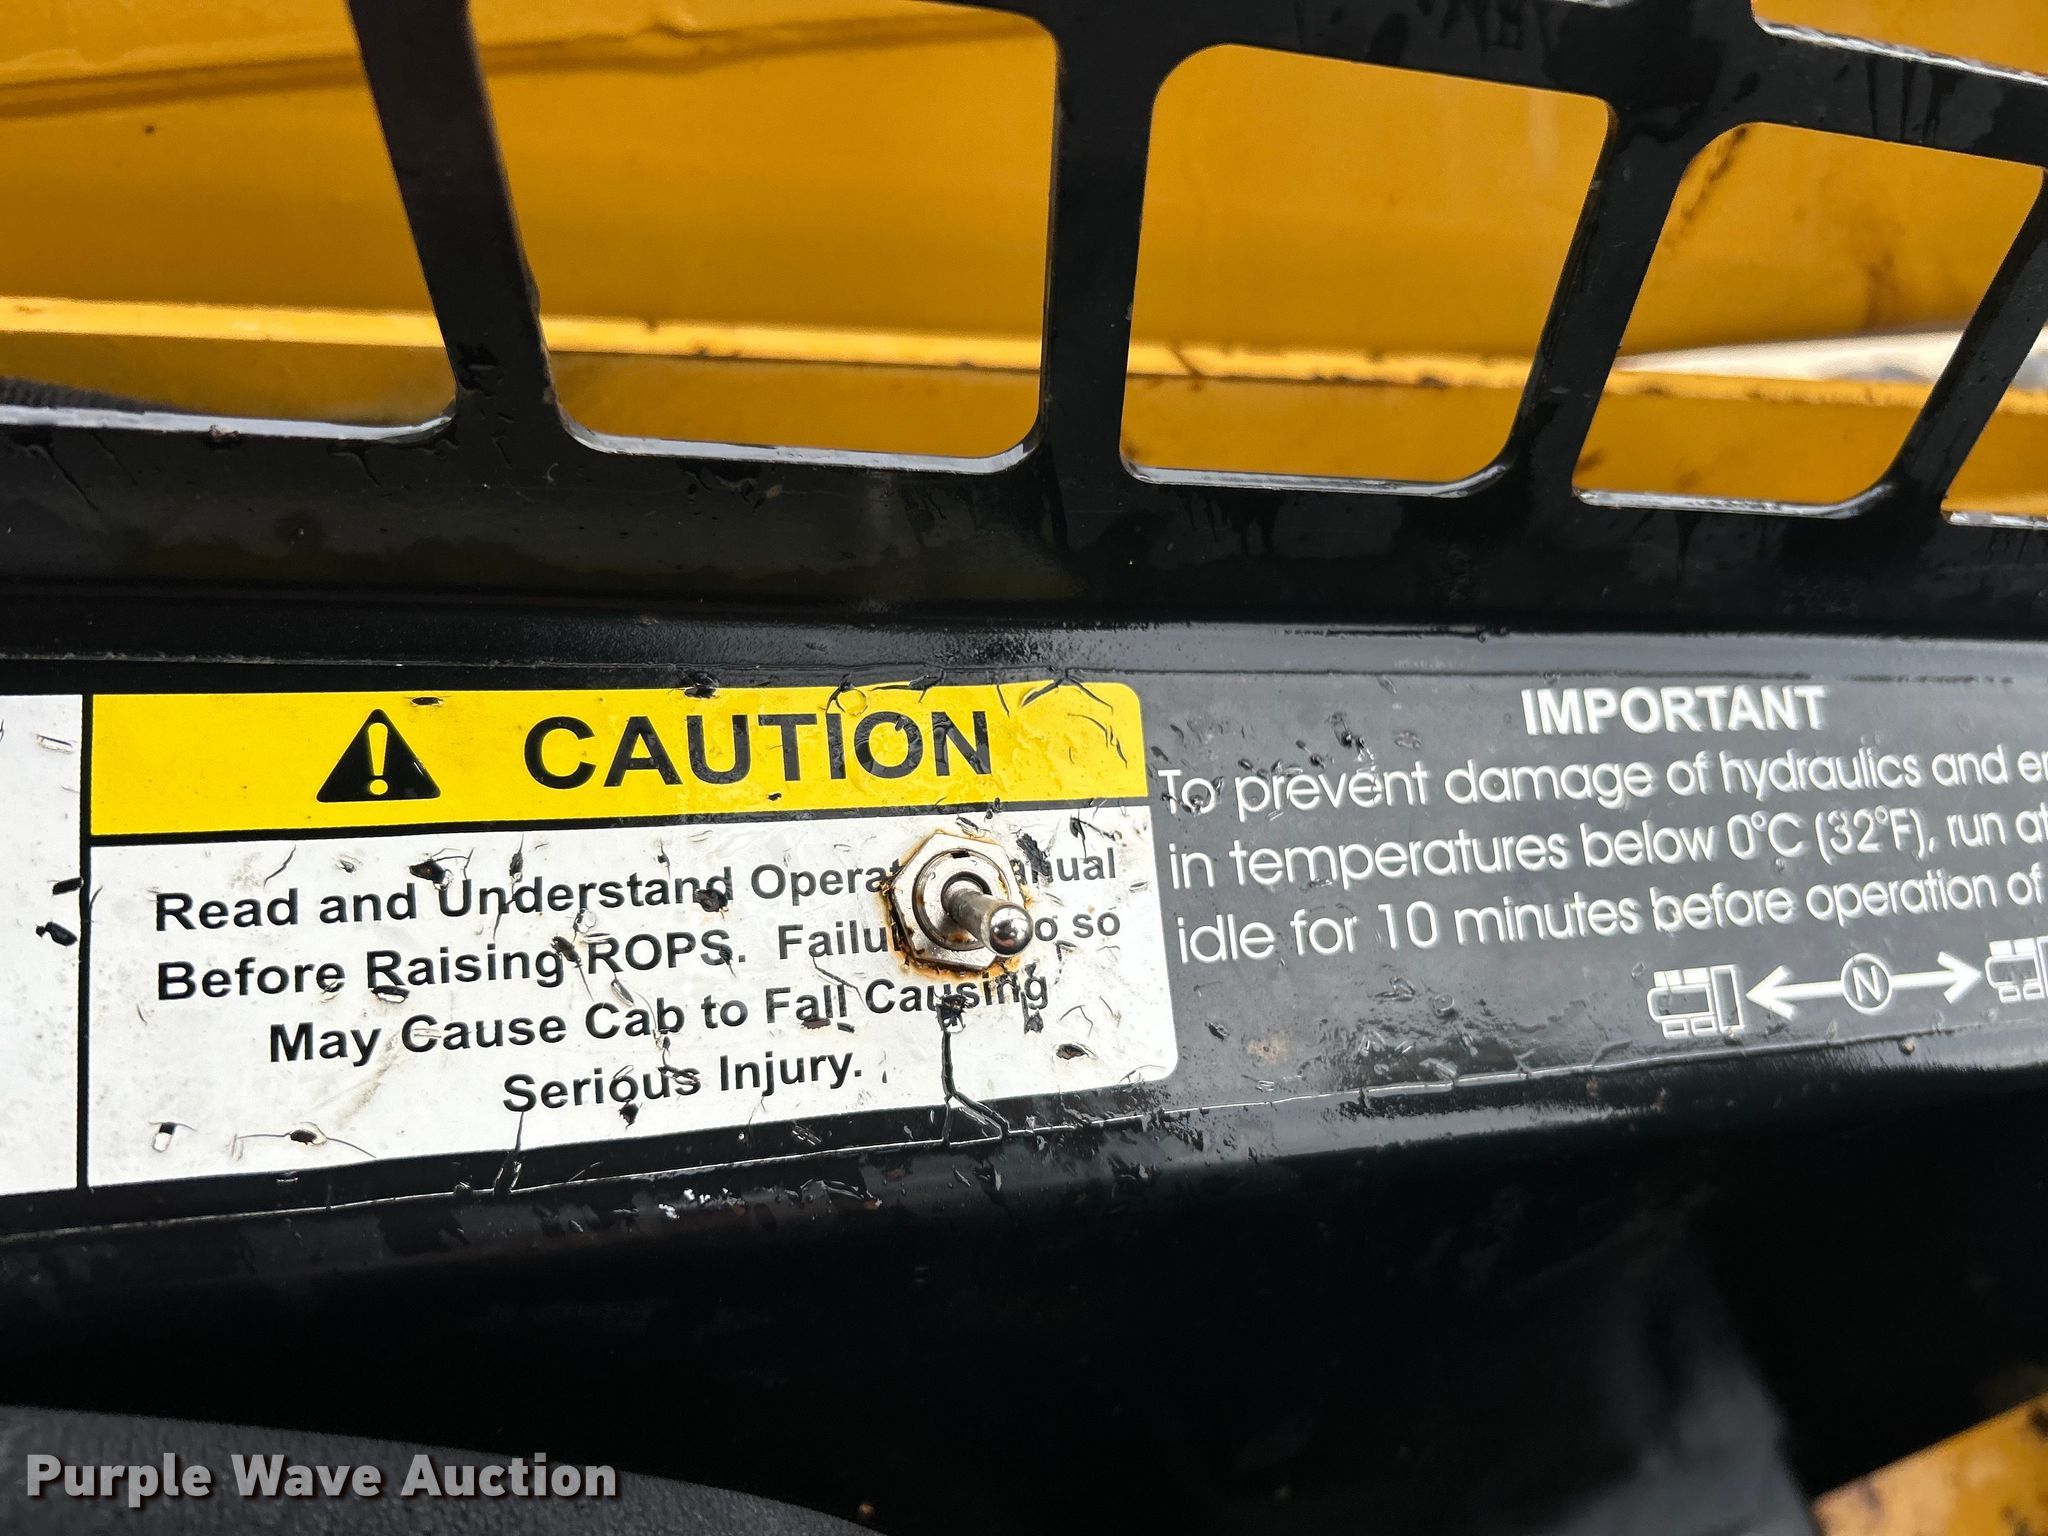 CAUTION
Read and Understand Operat Manual
Before Raising ROPS. Failu o so
May Cause Cab to Fall Causing
Serious Injury.
IMPORTANT
To prevent damage of hydraulics and en
in temperatures below 0°C (32°F), run at
idle for 10 minutes before operation of
N
Purple Wave Auction